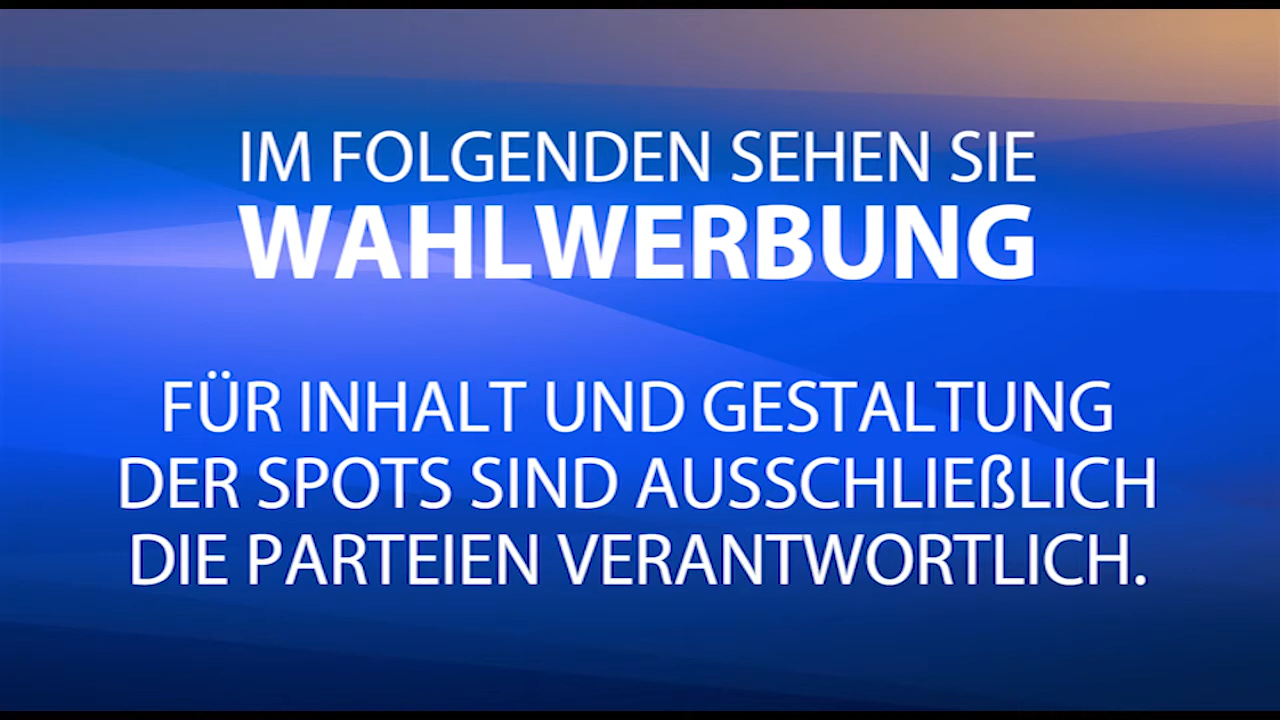 IM FOLGENDEN SEHEN SIE
WAHLWERBUNG
FÜR INHALT UND GESTALTUNG
DER SPOTS SIND AUSSCHLIEßLICH
DIE PARTEIEN VERANTWORTLICH.